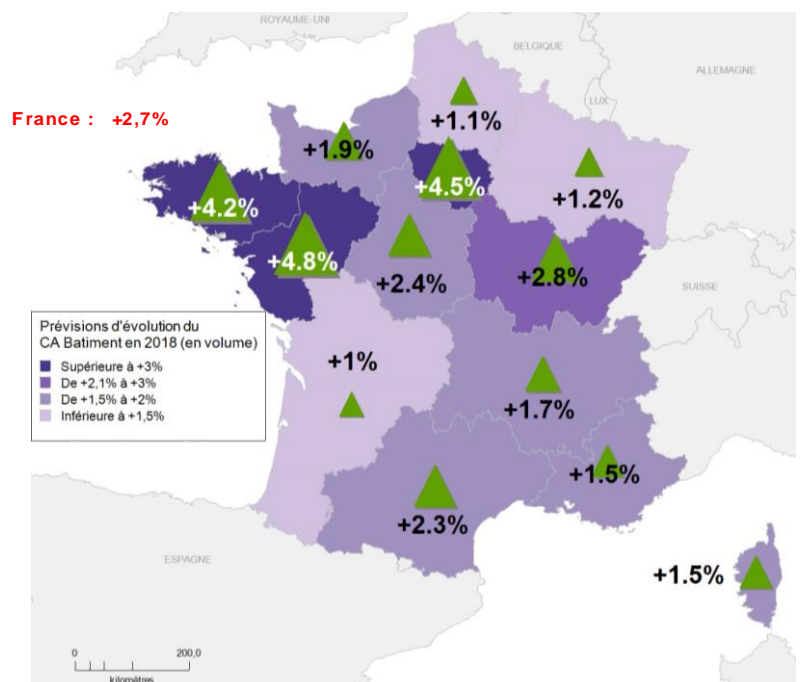 ROYAUME-UNI
BELGIQUE
ALLEMAGNE
LUX
France : +2,7%
+1.1%
+1.9%
+4.5%
+1.2%
+4.2%
+4.8%
+2.4%
+2.8%
SUISSE
Prévisions d'évolution du
CA Batiment en 2018 (en volume)
Supérieure à +3%
De +2,1% à +3%
De +1,5% à +2%
Inférieure à +1,5%
+1%
+1.7%
+1.5%
+2.3%
ESPAGNE
+1.5%
0 200,0
kilomètres